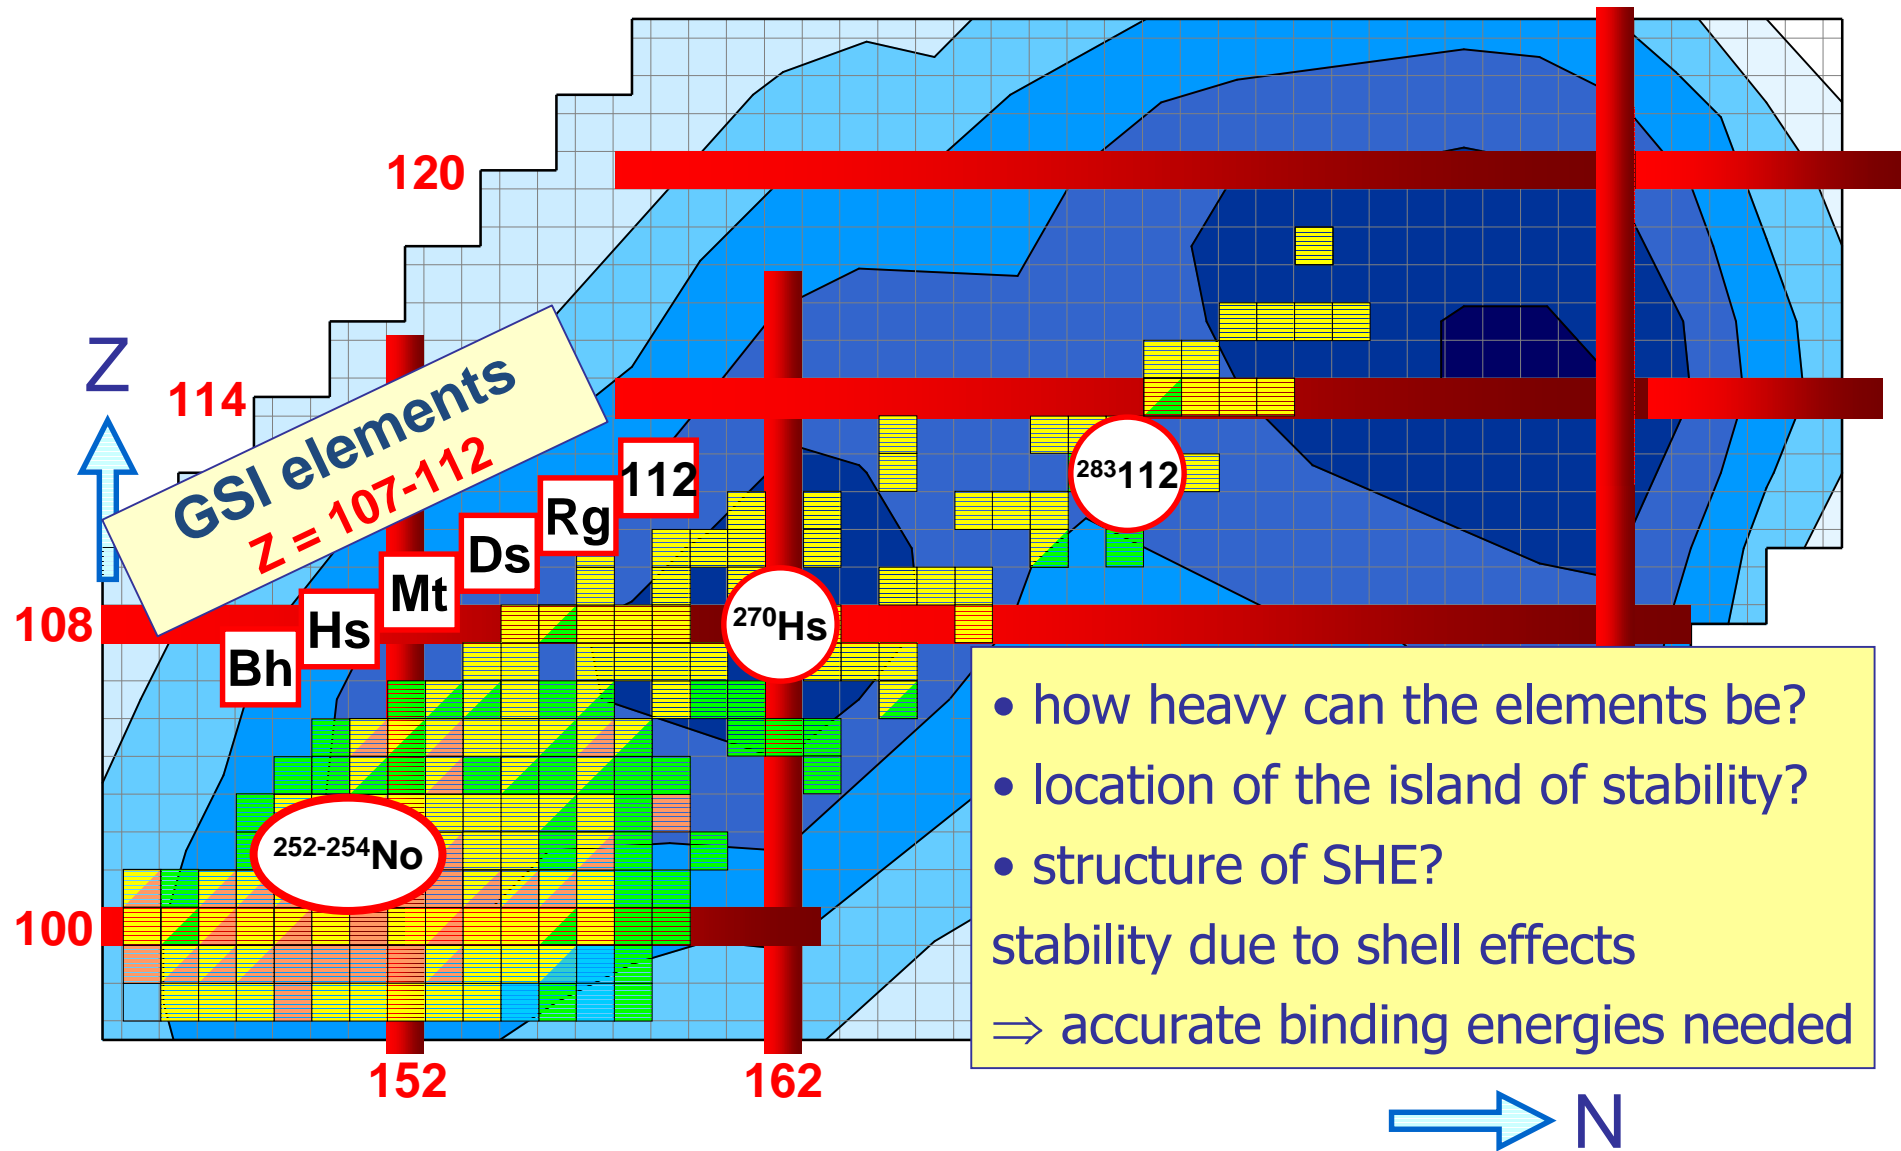 120
Z
114
GSI elements
Z = 107-112
112
Rg
Ds
Mt
Hs
Bh
²⁸³112
²⁷⁰Hs
108
²⁵²⁻²⁵⁴No
100
152
162
• how heavy can the elements be?
• location of the island of stability?
• structure of SHE?
stability due to shell effects
⇒ accurate binding energies needed
N